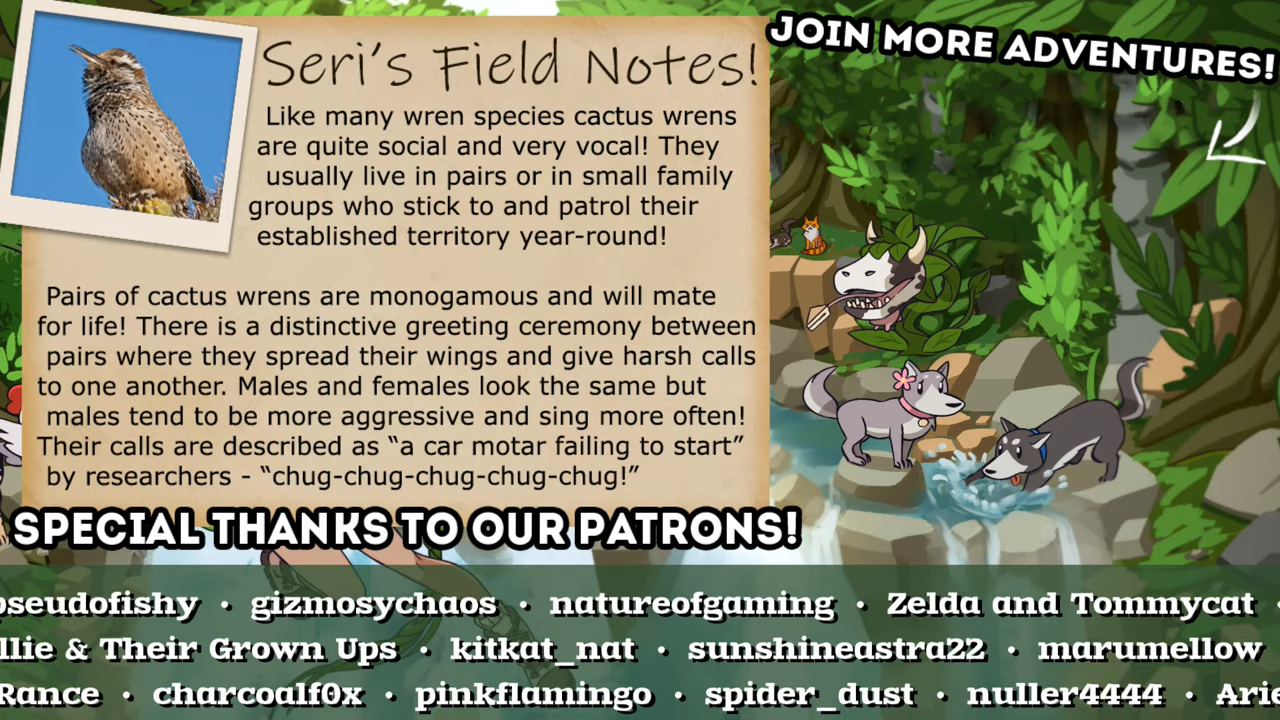 Seri's Field Notes!
JOIN MORE ADVENTURES!
Like many wren species cactus wrens
are quite social and very vocal! They
usually live in pairs or in small family
groups who stick to and patrol their
established territory year-round!
Pairs of cactus wrens are monogamous and will mate
for life! There is a distinctive greeting ceremony between
pairs where they spread their wings and give harsh calls
to one another. Males and females look the same but
males tend to be more aggressive and sing more often!
Their calls are described as “a car motar failing to start”
by researchers - “chug-chug-chug-chug-chug!”
SPECIAL THANKS TO OUR PATRONS!
pseudofishy · gizmosychaos · natureofgaming · Zelda and Tommycat ·
llie & Their Grown Ups · kitkat_nat · sunshineastra22 · marumellow
Rance · charcoalf0x · pinkflamingo · spider_dust · nuller4444 · Arie